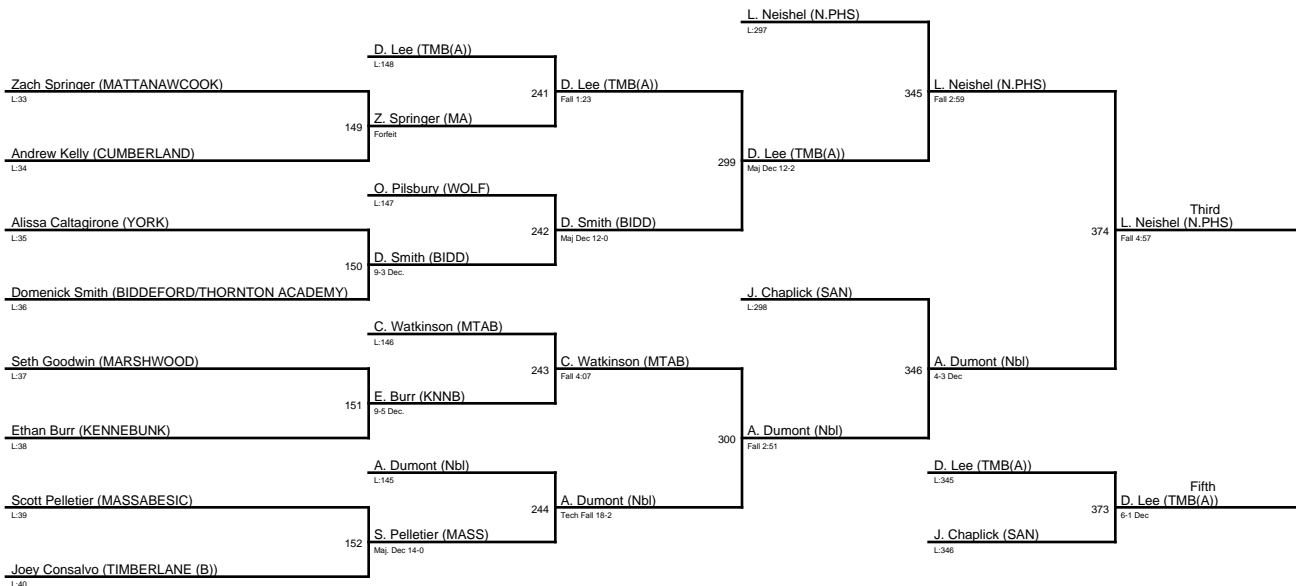 L. Neishel (N.PHS)
L:297
D. Lee (TMB(A))
L:148
Zach Springer (MATTANAWCOOK)
L:33
241
D. Lee (TMB(A))
Fall 1:23
345
L. Neishel (N.PHS)
Fall 2:59
149
Z. Springer (MA)
Forfeit
Andrew Kelly (CUMBERLAND)
L:34
299
D. Lee (TMB(A))
Maj Dec 12-2
O. Pilsbury (WOLF)
L:147
Alissa Caltagirone (YORK)
L:35
242
D. Smith (BIDD)
Maj Dec 12-0
374
Third
L. Neishel (N.PHS)
Fall 4:57
150
D. Smith (BIDD)
9-3 Dec.
Domenick Smith (BIDDEFORD/THORNTON ACADEMY)
L:36
J. Chaplick (SAN)
L:298
C. Watkinson (MTAB)
L:146
Seth Goodwin (MARSHWOOD)
L:37
243
C. Watkinson (MTAB)
Fall 4:07
346
A. Dumont (Nbl)
4-3 Dec
151
E. Burr (KNNB)
9-5 Dec.
Ethan Burr (KENNEBUNK)
L:38
300
A. Dumont (Nbl)
Fall 2:51
A. Dumont (Nbl)
L:145
D. Lee (TMB(A))
L:345
Scott Pelletier (MASSABESIC)
L:39
244
A. Dumont (Nbl)
Tech Fall 18-2
373
Fifth
D. Lee (TMB(A))
6-1 Dec
152
S. Pelletier (MASS)
Maj. Dec 14-0
J. Chaplick (SAN)
L:346
Joey Consalvo (TIMBERLANE (B))
L:40